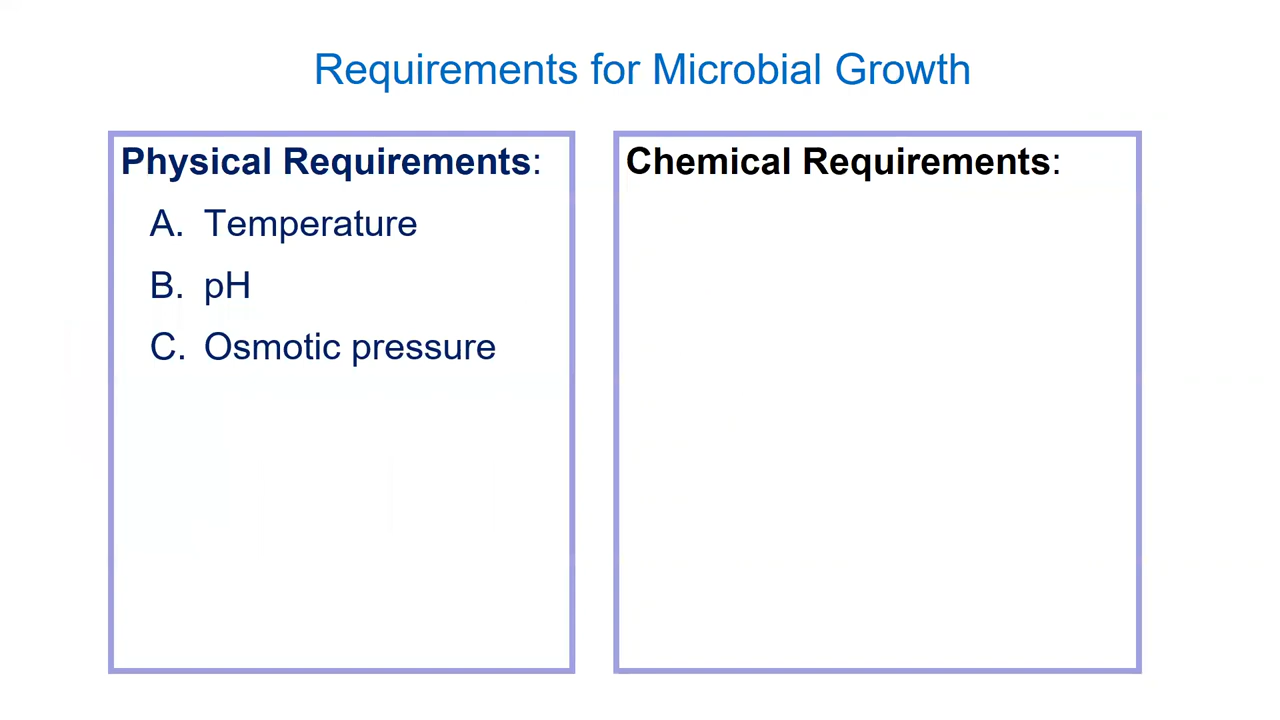 Requirements for Microbial Growth
Physical Requirements:
A. Temperature
B. pH
C. Osmotic pressure
Chemical Requirements: